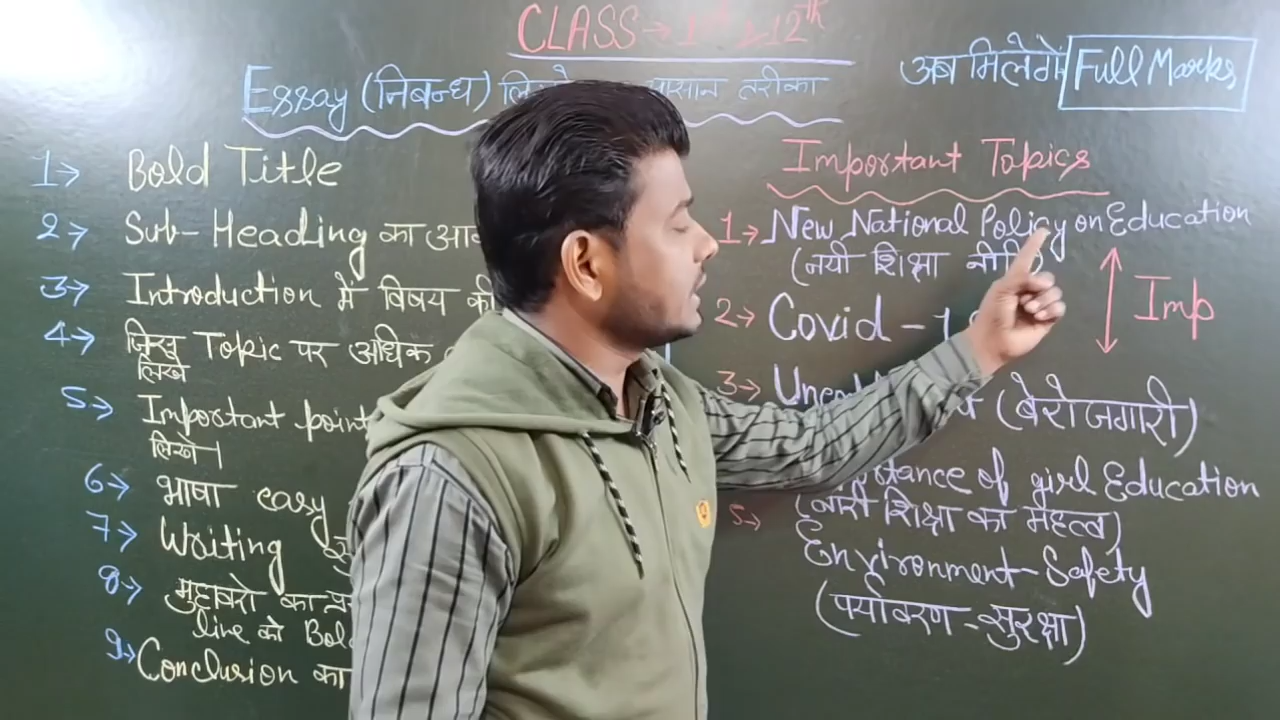 CLASS → 1st 12th
Essay (निबन्ध) तरीका
अब मिलेगें Full Marks
1→ Bold Title
2→ Sub-Heading का
3→ Introduction में विषय की
4→ Topic पर अधिक
लिखे
5→ Important point
लिखे।
6→ भाषा easy
7→ Writing
8→ मुहावरो का
line को Bold
9→ Conclusion का
Important Topics
1→ New National Policy on Education
(नयी शिक्षा
Imp
2→ Covid-1
3→ (बेरोजगारी)
of girl Education
(नारी शिक्षा का महत्व)
5→ Environment-Safety
(पर्यावरण-सुरक्षा)